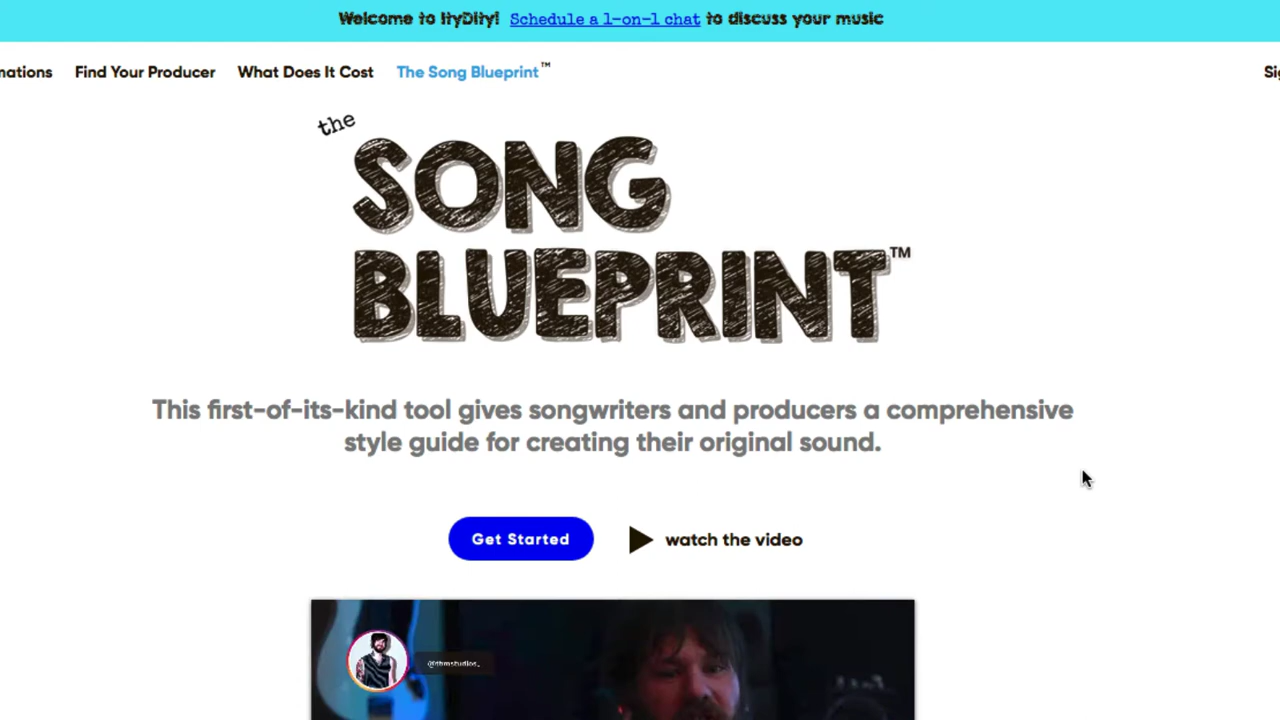 Welcome to ItyDity! Schedule a 1-on-1 chat to discuss your music
Find Your Producer What Does It Cost The Song Blueprint™
the
SONG
BLUEPRINT™
This first-of-its-kind tool gives songwriters and producers a comprehensive
style guide for creating their original sound.
Get Started watch the video